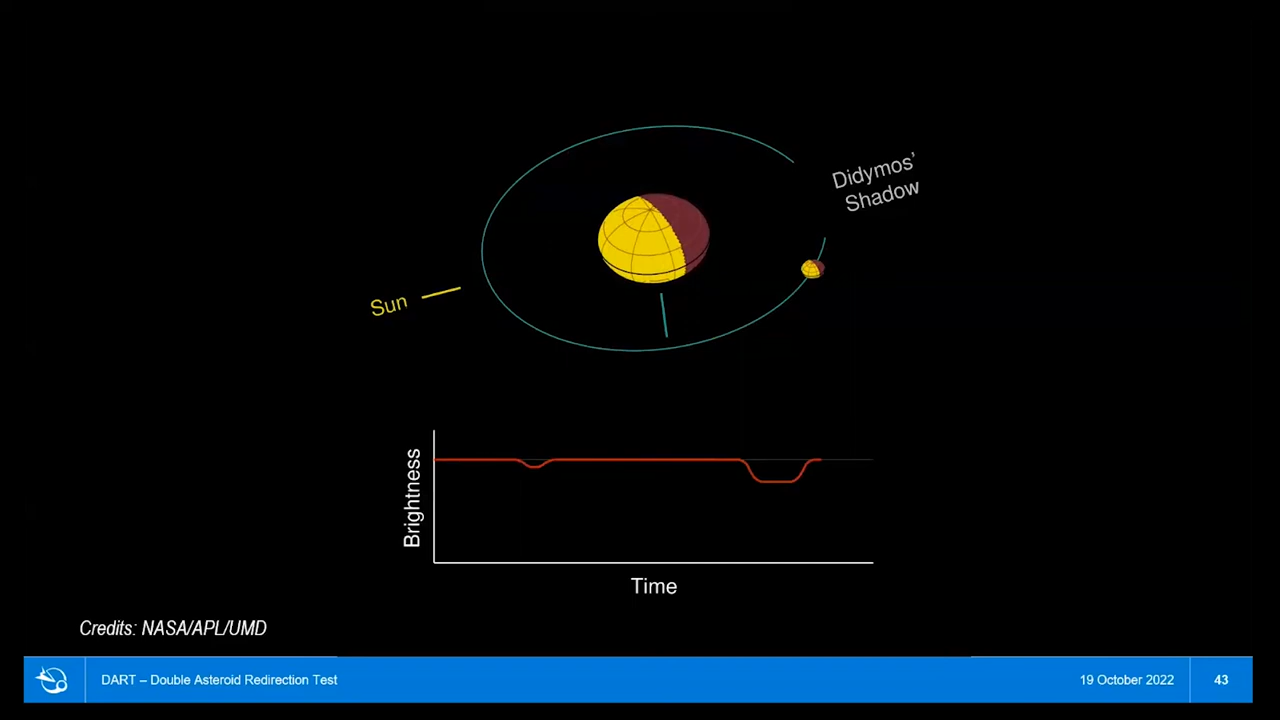 Didymos'
Shadow
Sun
Brightness
Time
Credits: NASA/APL/UMD
DART – Double Asteroid Redirection Test
19 October 2022
43